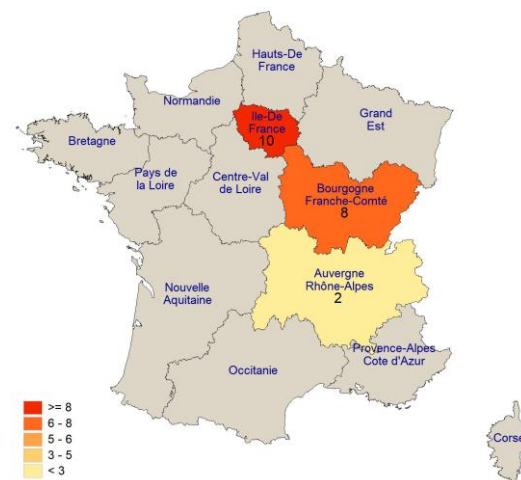 Hauts-De
France
Normandie
Ile-De
France
10
Grand
Est
Bretagne
Pays de
la Loire
Centre-Val
de Loire
Bourgogne
Franche-Comté
8
Nouvelle
Aquitaine
Auvergne
Rhône-Alpes
2
Occitanie
Provence-Alpes
Cote d'Azur
Corse
>= 8
6 - 8
5 - 6
3 - 5
< 3